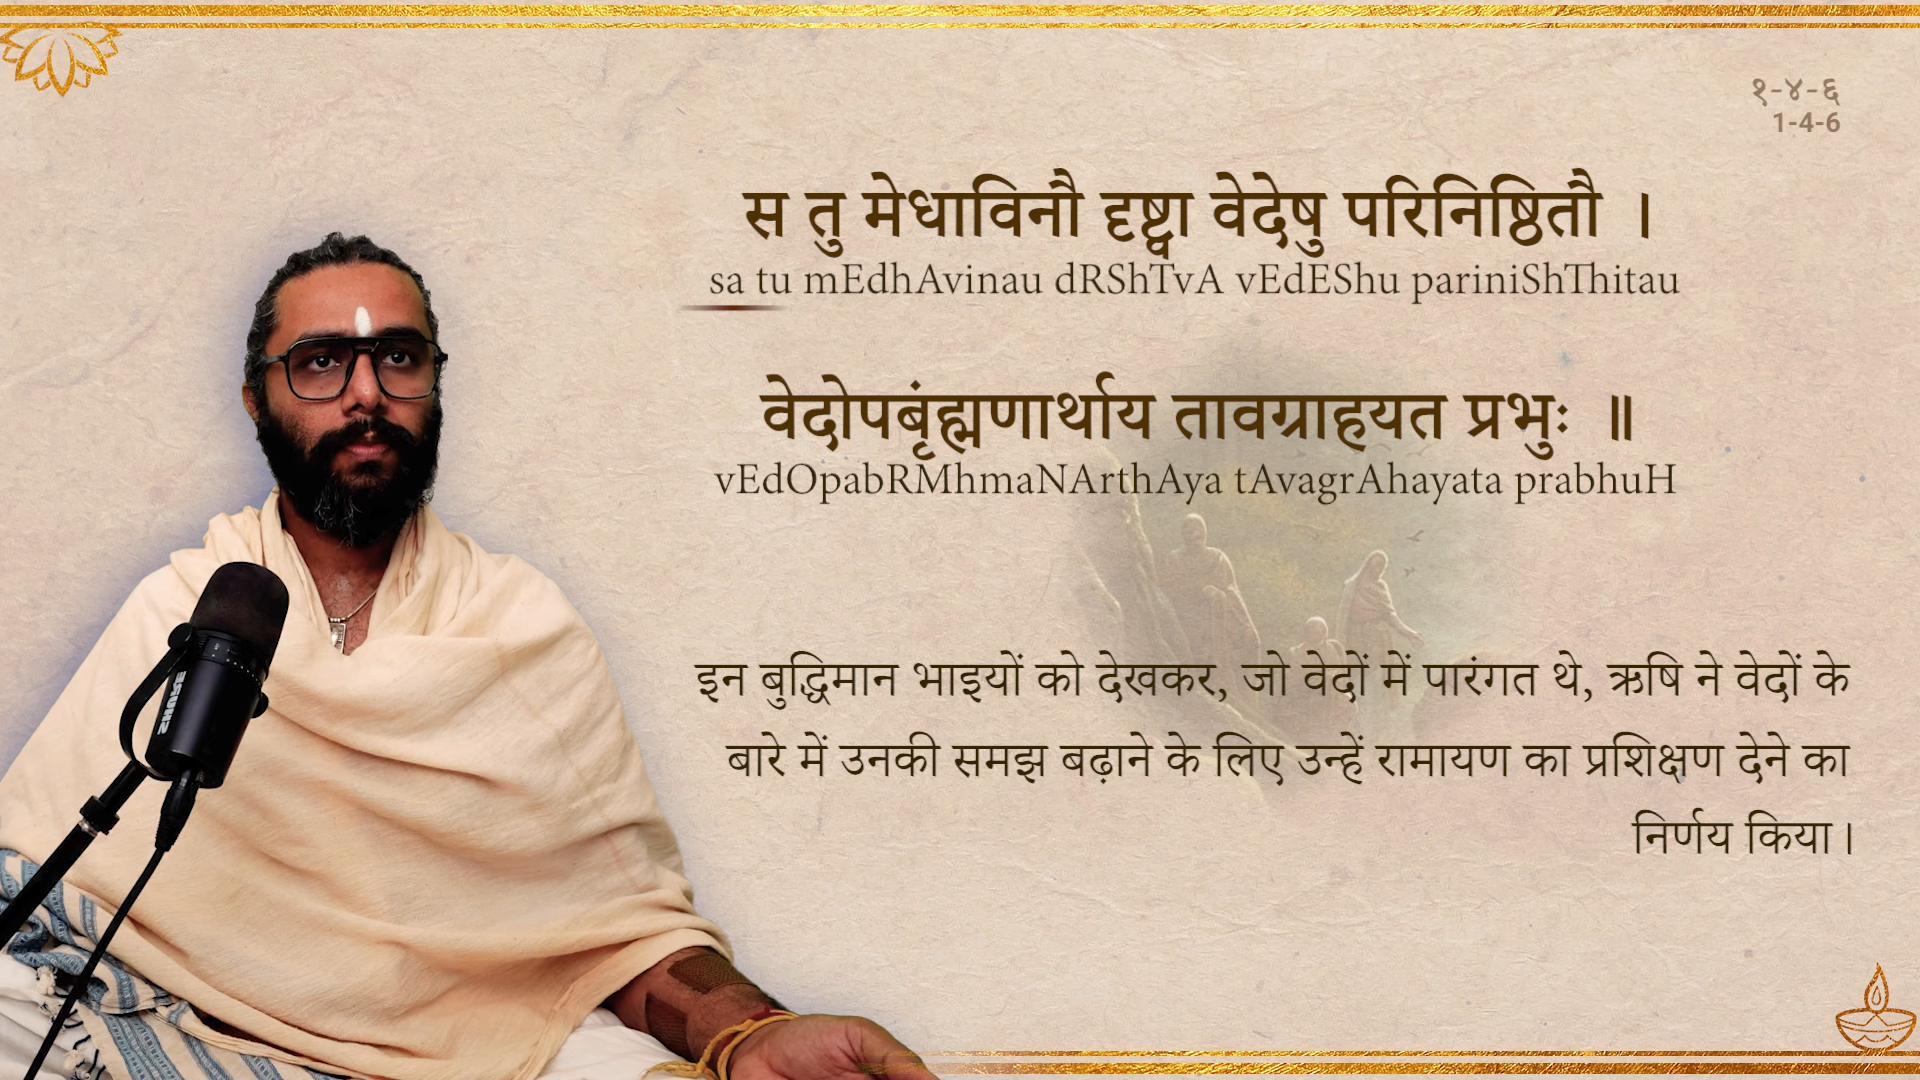 १-४-६
1-4-6
स तु मेधाविनौ दृष्ट्वा वेदेषु परिनिष्ठितौ ।
sa tu mEdhAvinau dRShTvA vEdEShu pariniShThitau
वेदोपबृंह्मणार्थाय तावग्राहयत प्रभुः ॥
vEdOpabRMhmaNArthAya tAvagrAhayata prabhuH
इन बुद्धिमान भाइयों को देखकर, जो वेदों में पारंगत थे, ऋषि ने वेदों के
बारे में उनकी समझ बढ़ाने के लिए उन्हें रामायण का प्रशिक्षण देने का
निर्णय किया।
SHURE